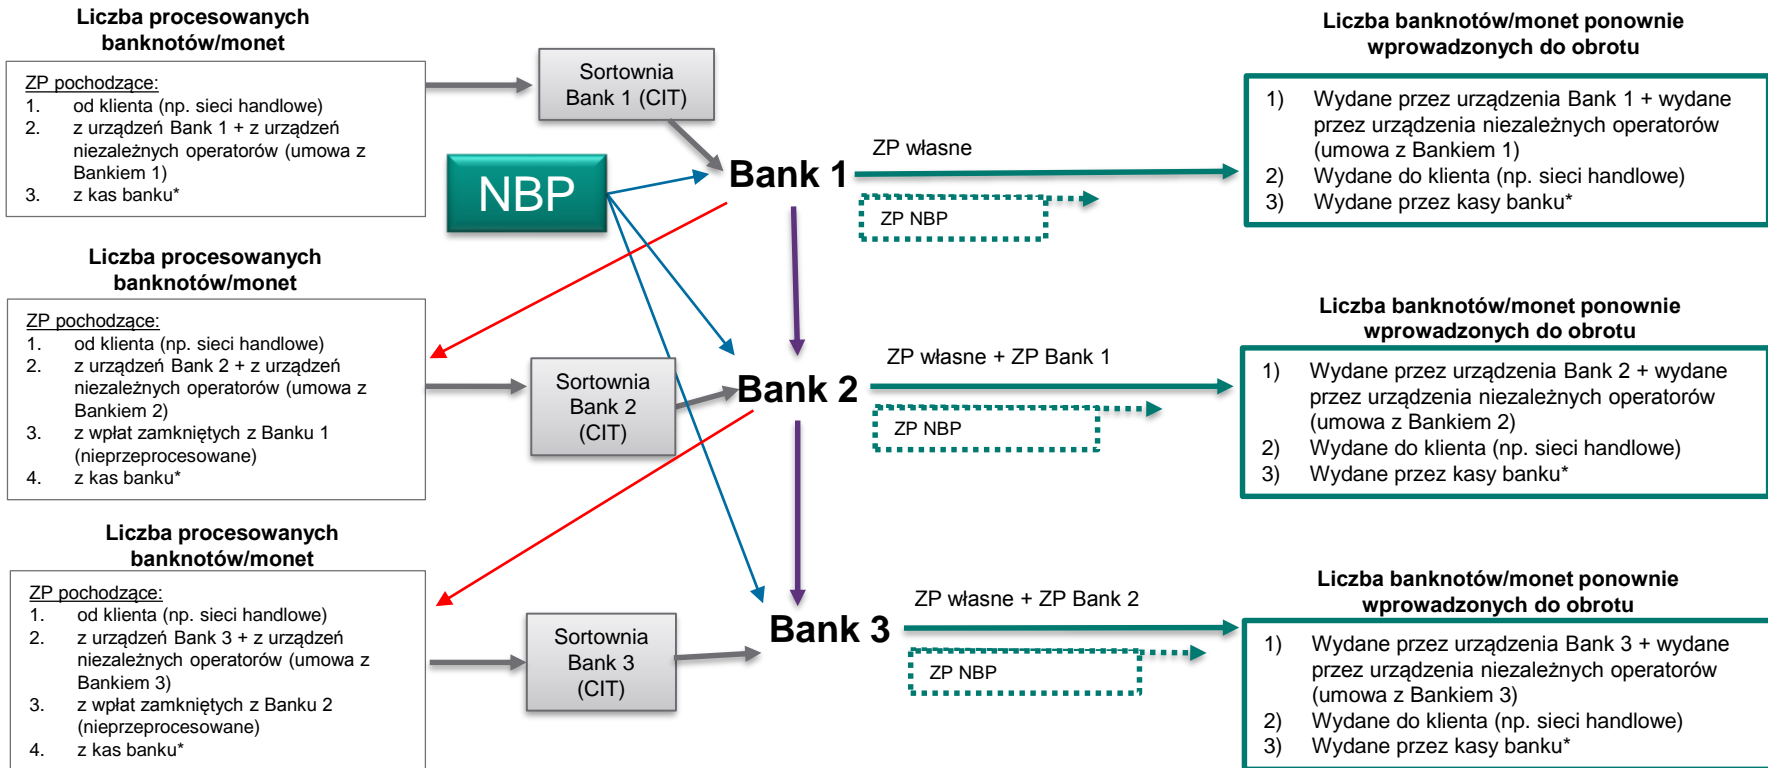 Liczba procesowanych
banknotów/monet
ZP pochodzące:
1. od klienta (np. sieci handlowe)
2. z urządzeń Bank 1 + z urządzeń
niezależnych operatorów (umowa z
Bankiem 1)
3. z kas banku*
Sortownia
Bank 1 (CIT)
NBP
Bank 1
ZP własne
ZP NBP
Liczba banknotów/monet ponownie
wprowadzonych do obrotu
1) Wydane przez urządzenia Bank 1 + wydane
przez urządzenia niezależnych operatorów
(umowa z Bankiem 1)
2) Wydane do klienta (np. sieci handlowe)
3) Wydane przez kasy banku*
Liczba procesowanych
banknotów/monet
ZP pochodzące:
1. od klienta (np. sieci handlowe)
2. z urządzeń Bank 2 + z urządzeń
niezależnych operatorów (umowa z
Bankiem 2)
3. z wpłat zamkniętych z Banku 1
(nieprzeprocesowane)
4. z kas banku*
Sortownia
Bank 2
(CIT)
Bank 2
ZP własne + ZP Bank 1
ZP NBP
Liczba banknotów/monet ponownie
wprowadzonych do obrotu
1) Wydane przez urządzenia Bank 2 + wydane
przez urządzenia niezależnych operatorów
(umowa z Bankiem 2)
2) Wydane do klienta (np. sieci handlowe)
3) Wydane przez kasy banku*
Liczba procesowanych
banknotów/monet
ZP pochodzące:
1. od klienta (np. sieci handlowe)
2. z urządzeń Bank 3 + z urządzeń
niezależnych operatorów (umowa z
Bankiem 3)
3. z wpłat zamkniętych z Banku 2
(nieprzeprocesowane)
4. z kas banku*
Sortownia
Bank 3
(CIT)
Bank 3
ZP własne + ZP Bank 2
ZP NBP
Liczba banknotów/monet ponownie
wprowadzonych do obrotu
1) Wydane przez urządzenia Bank 3 + wydane
przez urządzenia niezależnych operatorów
(umowa z Bankiem 3)
2) Wydane do klienta (np. sieci handlowe)
3) Wydane przez kasy banku*